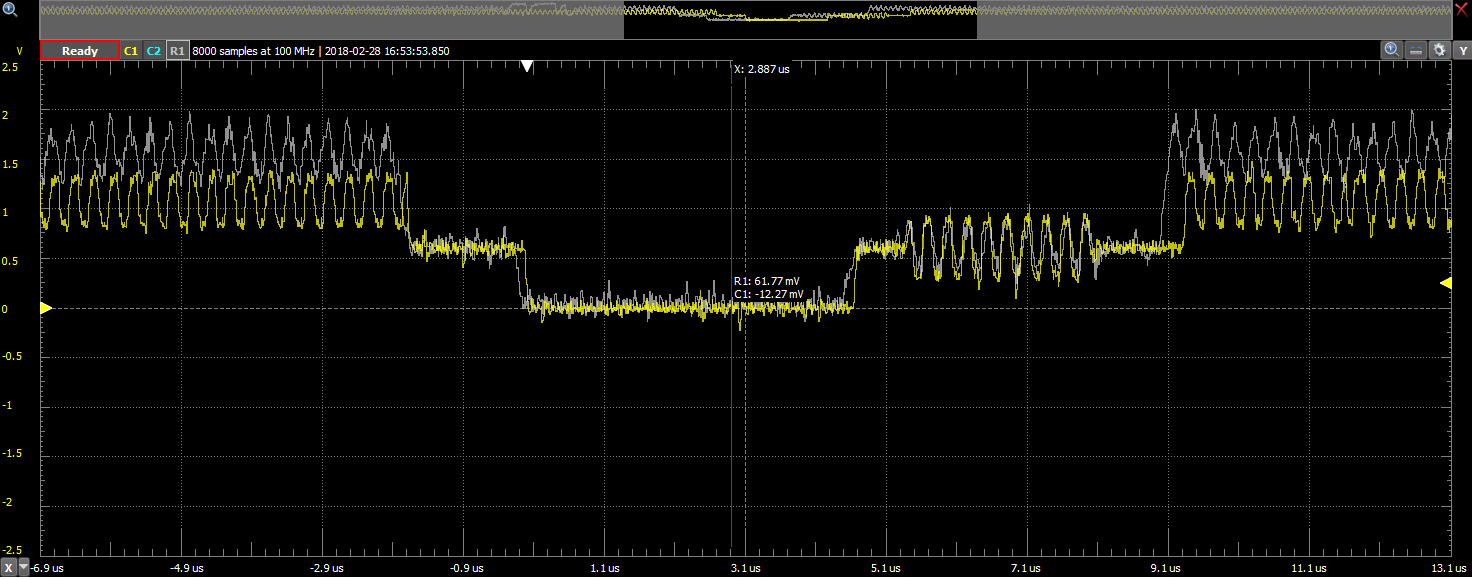 V Ready C1 C2 R1 8000 samples at 100 MHz | 2018-02-28 16:53:53.850 Y
2.5
X: 2.887 us
2
1.5
1
0.5
R1: 61.77 mV
C1: -12.27 mV
0
-0.5
-1
-1.5
-2
-2.5
X -6.9 us -4.9 us -2.9 us -0.9 us 1.1 us 3.1 us 5.1 us 7.1 us 9.1 us 11.1 us 13.1 us